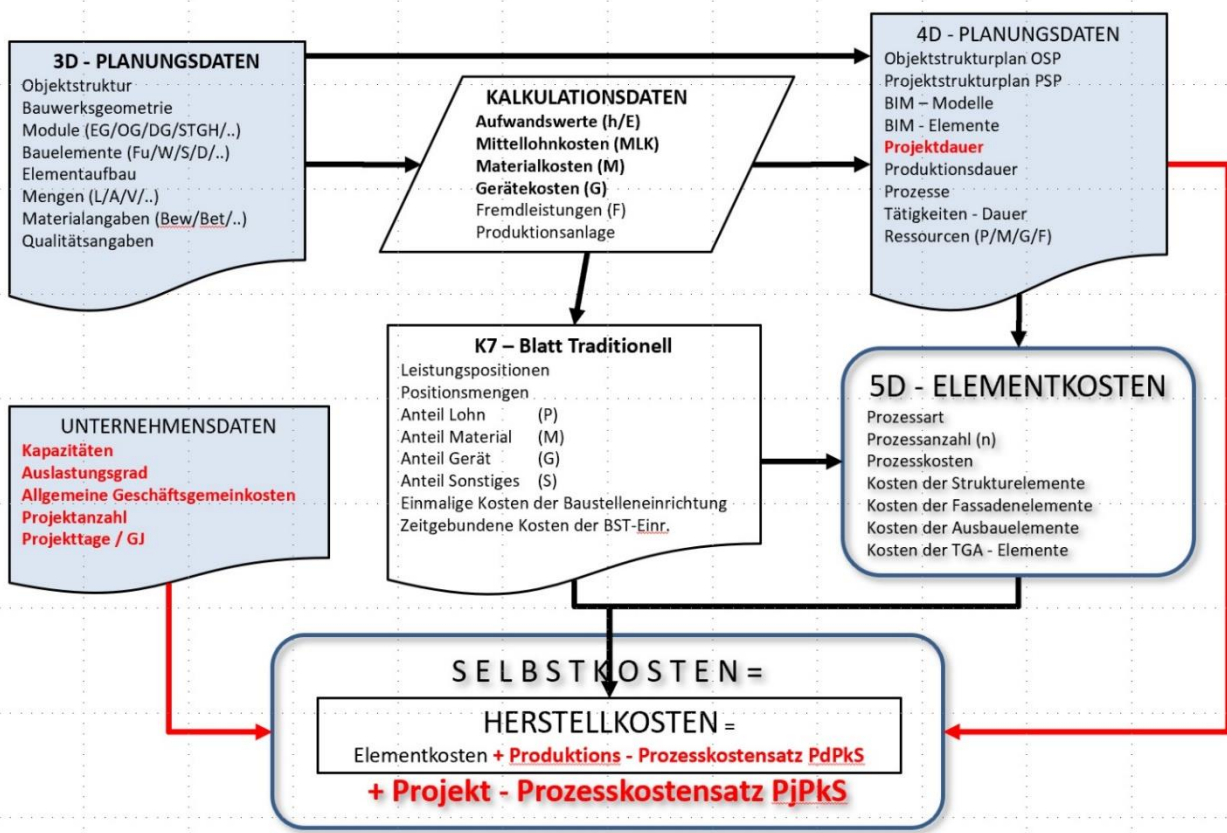 3D - PLANUNGSDATEN
Objektstruktur
Bauwerksgeometrie
Module (EG/OG/DG/STGH/..)
Bauelemente (Fu/W/S/D/..)
Elementaufbau
Mengen (L/A/V/..)
Materialangaben (Bew/Bet/..)
Qualitätsangaben
KALKULATIONSDATEN
Aufwandswerte (h/E)
Mittellohnkosten (MLK)
Materialkosten (M)
Gerätekosten (G)
Fremdleistungen (F)
Produktionsanlage
4D - PLANUNGSDATEN
Objektstrukturplan OSP
Projektstrukturplan PSP
BIM – Modelle
BIM - Elemente
Projektdauer
Produktionsdauer
Prozesse
Tätigkeiten - Dauer
Ressourcen (P/M/G/F)
K7 – Blatt Traditionell
Leistungspositionen
Positionsmengen
Anteil Lohn (P)
Anteil Material (M)
Anteil Gerät (G)
Anteil Sonstiges (S)
Einmalige Kosten der Baustelleneinrichtung
Zeitgebundene Kosten der BST-Einr.
5D - ELEMENTKOSTEN
Prozessart
Prozessanzahl (n)
Prozesskosten
Kosten der Strukturelemente
Kosten der Fassadenelemente
Kosten der Ausbauelemente
Kosten der TGA - Elemente
UNTERNEHMENSDATEN
Kapazitäten
Auslastungsgrad
Allgemeine Geschäftsgemeinkosten
Projektanzahl
Projekttage / GJ
SELBSTKOSTEN =
HERSTELLKOSTEN =
Elementkosten + Produktions - Prozesskostensatz PdPkS
+ Projekt - Prozesskostensatz PjPkS